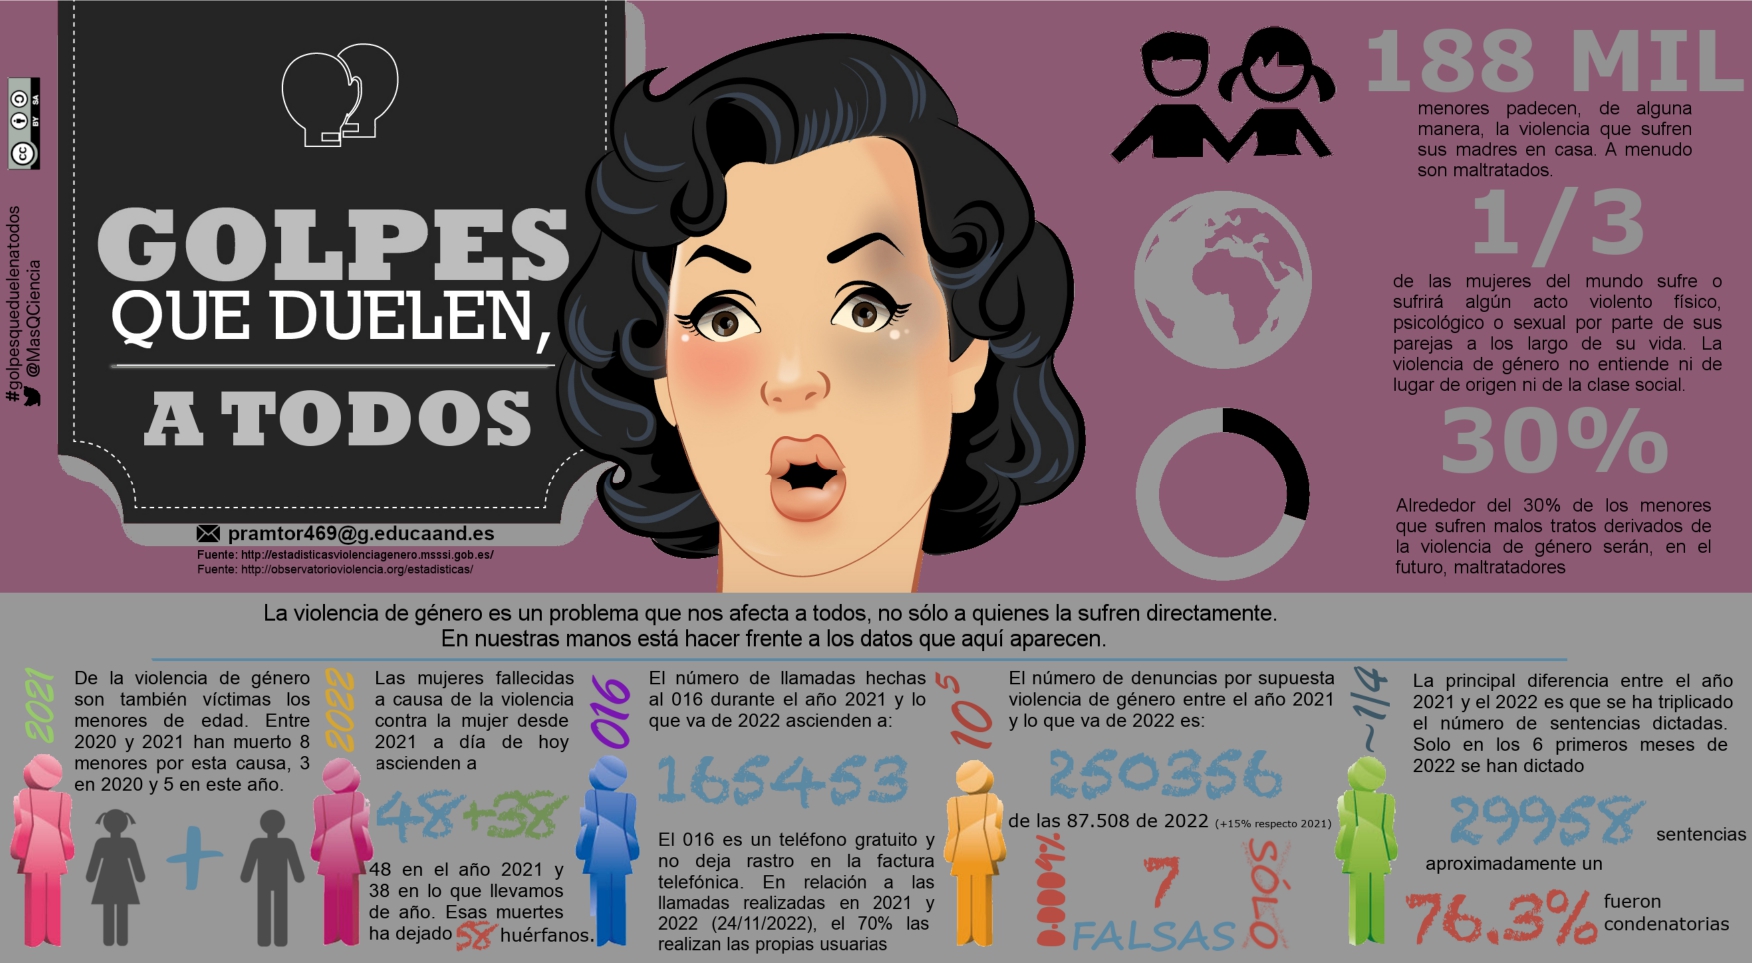 GOLPES
QUE DUELEN,
A TODOS
#golpesqueduelenatodos
@MasQCiencia
BY SA
cc
pramtor469@g.educaand.es
Fuente: http://estadisticasviolenciagenero.msssi.gob.es/
Fuente: http://observatorioviolencia.org/estadisticas/
188 MIL
menores padecen, de alguna
manera, la violencia que sufren
sus madres en casa. A menudo
son maltratados.
1/3
de las mujeres del mundo sufre o
sufrirá algún acto violento físico,
psicológico o sexual por parte de sus
parejas a los largo de su vida. La
violencia de género no entiende ni de
lugar de origen ni de la clase social.
30%
Alrededor del 30% de los menores
que sufren malos tratos derivados de
la violencia de género serán, en el
futuro, maltratadores
La violencia de género es un problema que nos afecta a todos, no sólo a quienes la sufren directamente.
En nuestras manos está hacer frente a los datos que aquí aparecen.
2021
De la violencia de género
son también víctimas los
menores de edad. Entre
2020 y 2021 han muerto 8
menores por esta causa, 3
en 2020 y 5 en este año.
+
2022
Las mujeres fallecidas
a causa de la violencia
contra la mujer desde
2021 a día de hoy
ascienden a
48+38
48 en el año 2021 y
38 en lo que llevamos
de año. Esas muertes
ha dejado 58 huérfanos.
016
El número de llamadas hechas
al 016 durante el año 2021 y lo
que va de 2022 ascienden a:
165453
El 016 es un teléfono gratuito y
no deja rastro en la factura
telefónica. En relación a las
llamadas realizadas en 2021 y
2022 (24/11/2022), el 70% las
realizan las propias usuarias
10 5
El número de denuncias por supuesta
violencia de género entre el año 2021
y lo que va de 2022 es:
250356
de las 87.508 de 2022 (+15% respecto 2021)
7
FALSAS
SÓLO
~1/4
La principal diferencia entre el año
2021 y el 2022 es que se ha triplicado
el número de sentencias dictadas.
Solo en los 6 primeros meses de
2022 se han dictado
29958 sentencias
aproximadamente un
76.3% fueron
condenatorias